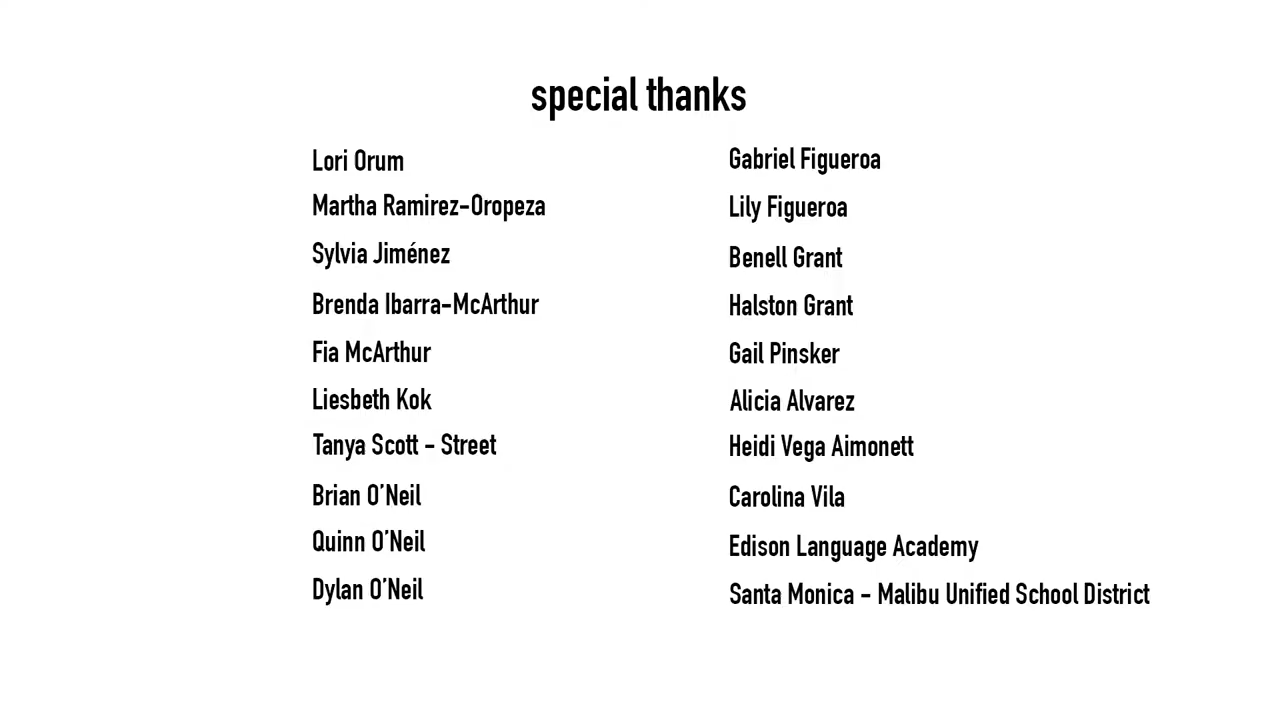 special thanks
Lori Orum
Martha Ramirez-Oropeza
Sylvia Jiménez
Brenda Ibarra-McArthur
Fia McArthur
Liesbeth Kok
Tanya Scott - Street
Brian O'Neil
Quinn O'Neil
Dylan O'Neil
Gabriel Figueroa
Lily Figueroa
Benell Grant
Halston Grant
Gail Pinsker
Alicia Alvarez
Heidi Vega Aimonett
Carolina Vila
Edison Language Academy
Santa Monica - Malibu Unified School District